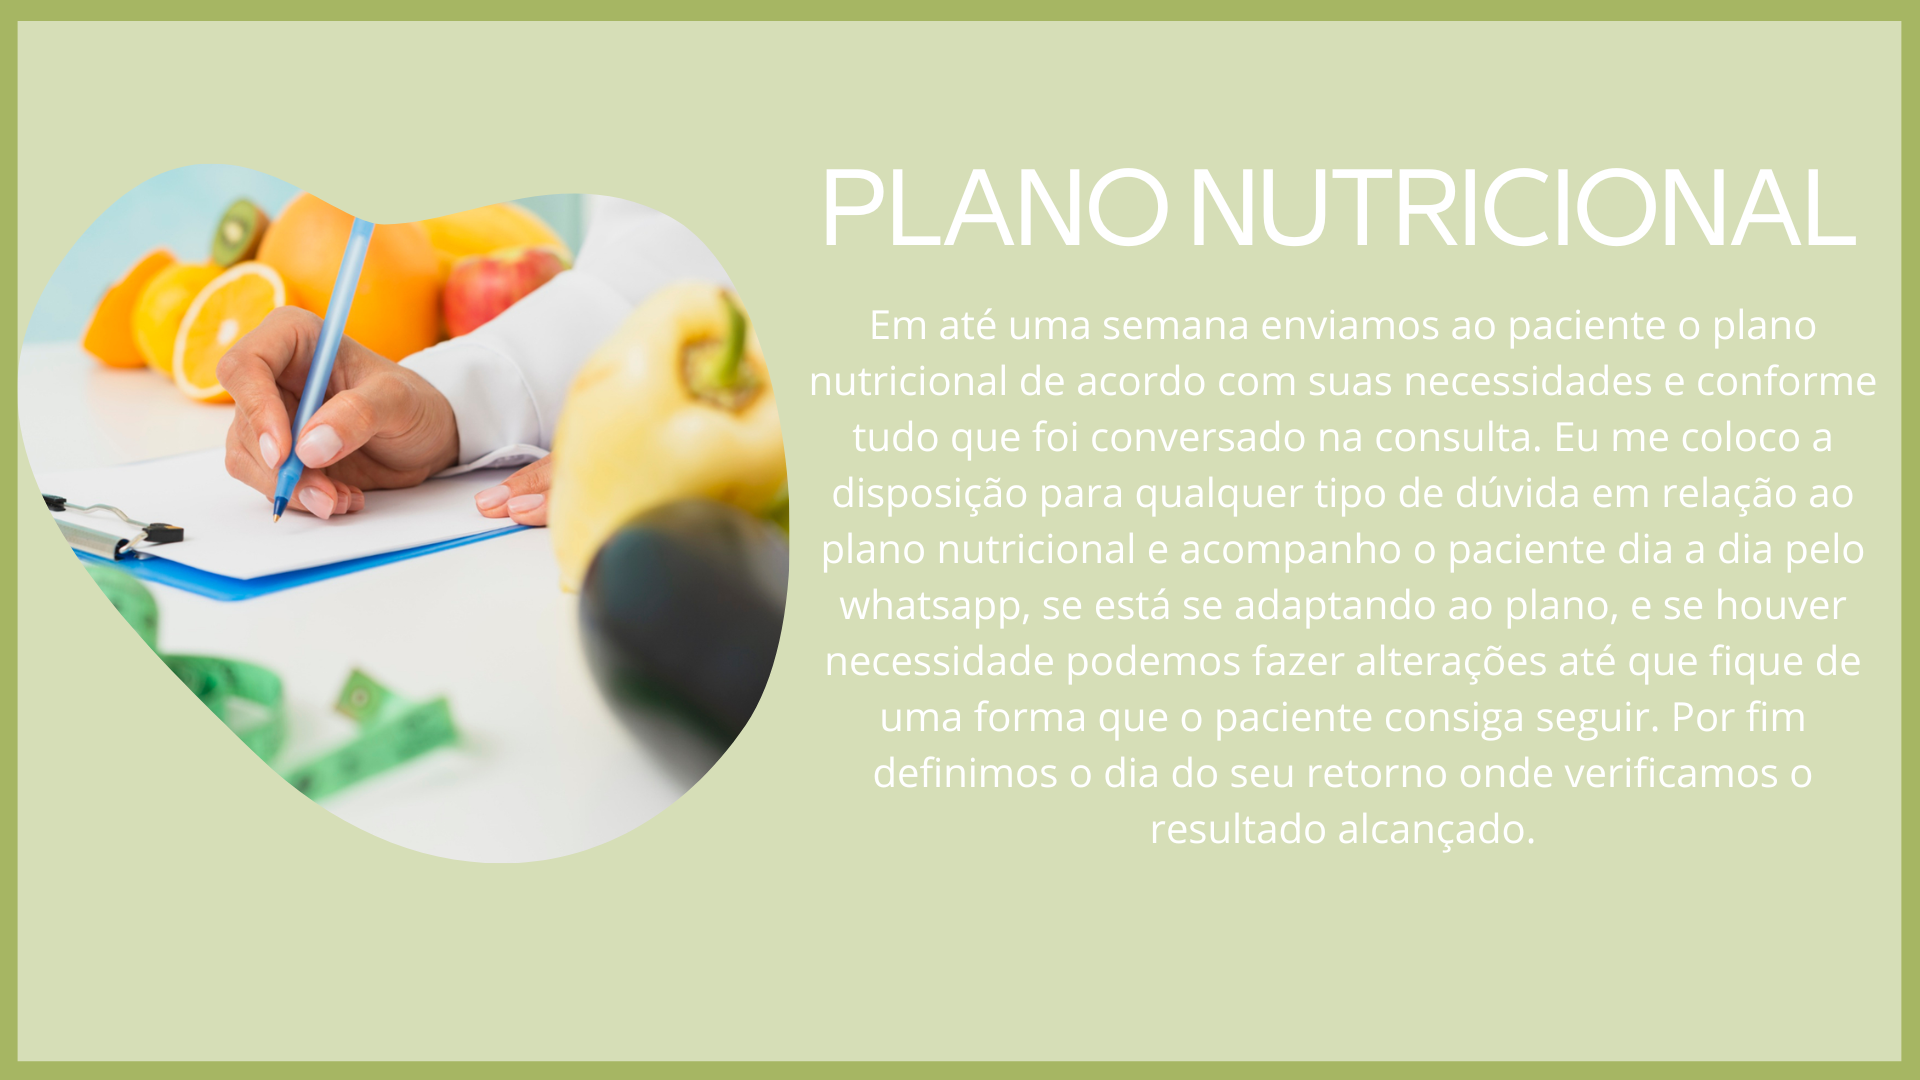 PLANO NUTRICIONAL
Em até uma semana enviamos ao paciente o plano
nutricional de acordo com suas necessidades e conforme
tudo que foi conversado na consulta. Eu me coloco a
disposição para qualquer tipo de dúvida em relação ao
plano nutricional e acompanho o paciente dia a dia pelo
whatsapp, se está se adaptando ao plano, e se houver
necessidade podemos fazer alterações até que fique de
uma forma que o paciente consiga seguir. Por fim
definimos o dia do seu retorno onde verificamos o
resultado alcançado.